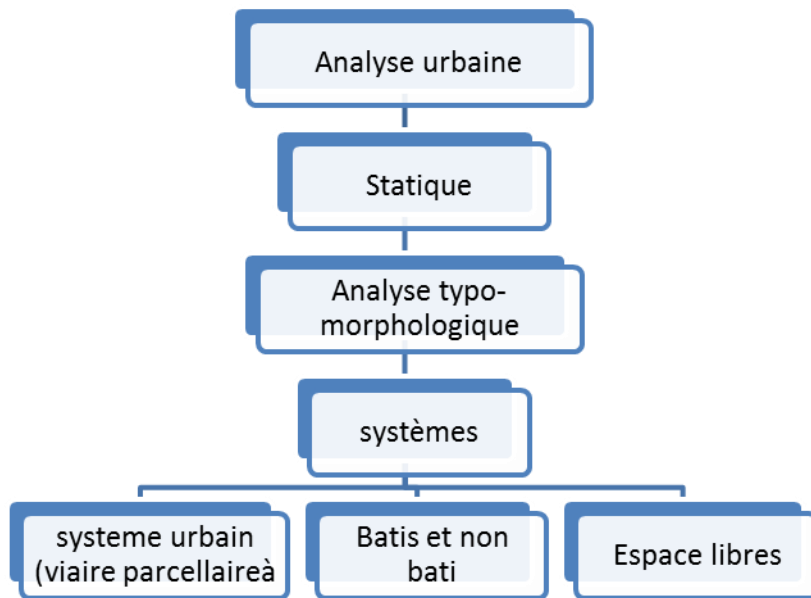 Analyse urbaine
Statique
Analyse typo-
morphologique
systèmes
systeme urbain
(viaire parcellaireà
Batis et non
bati
Espace libres